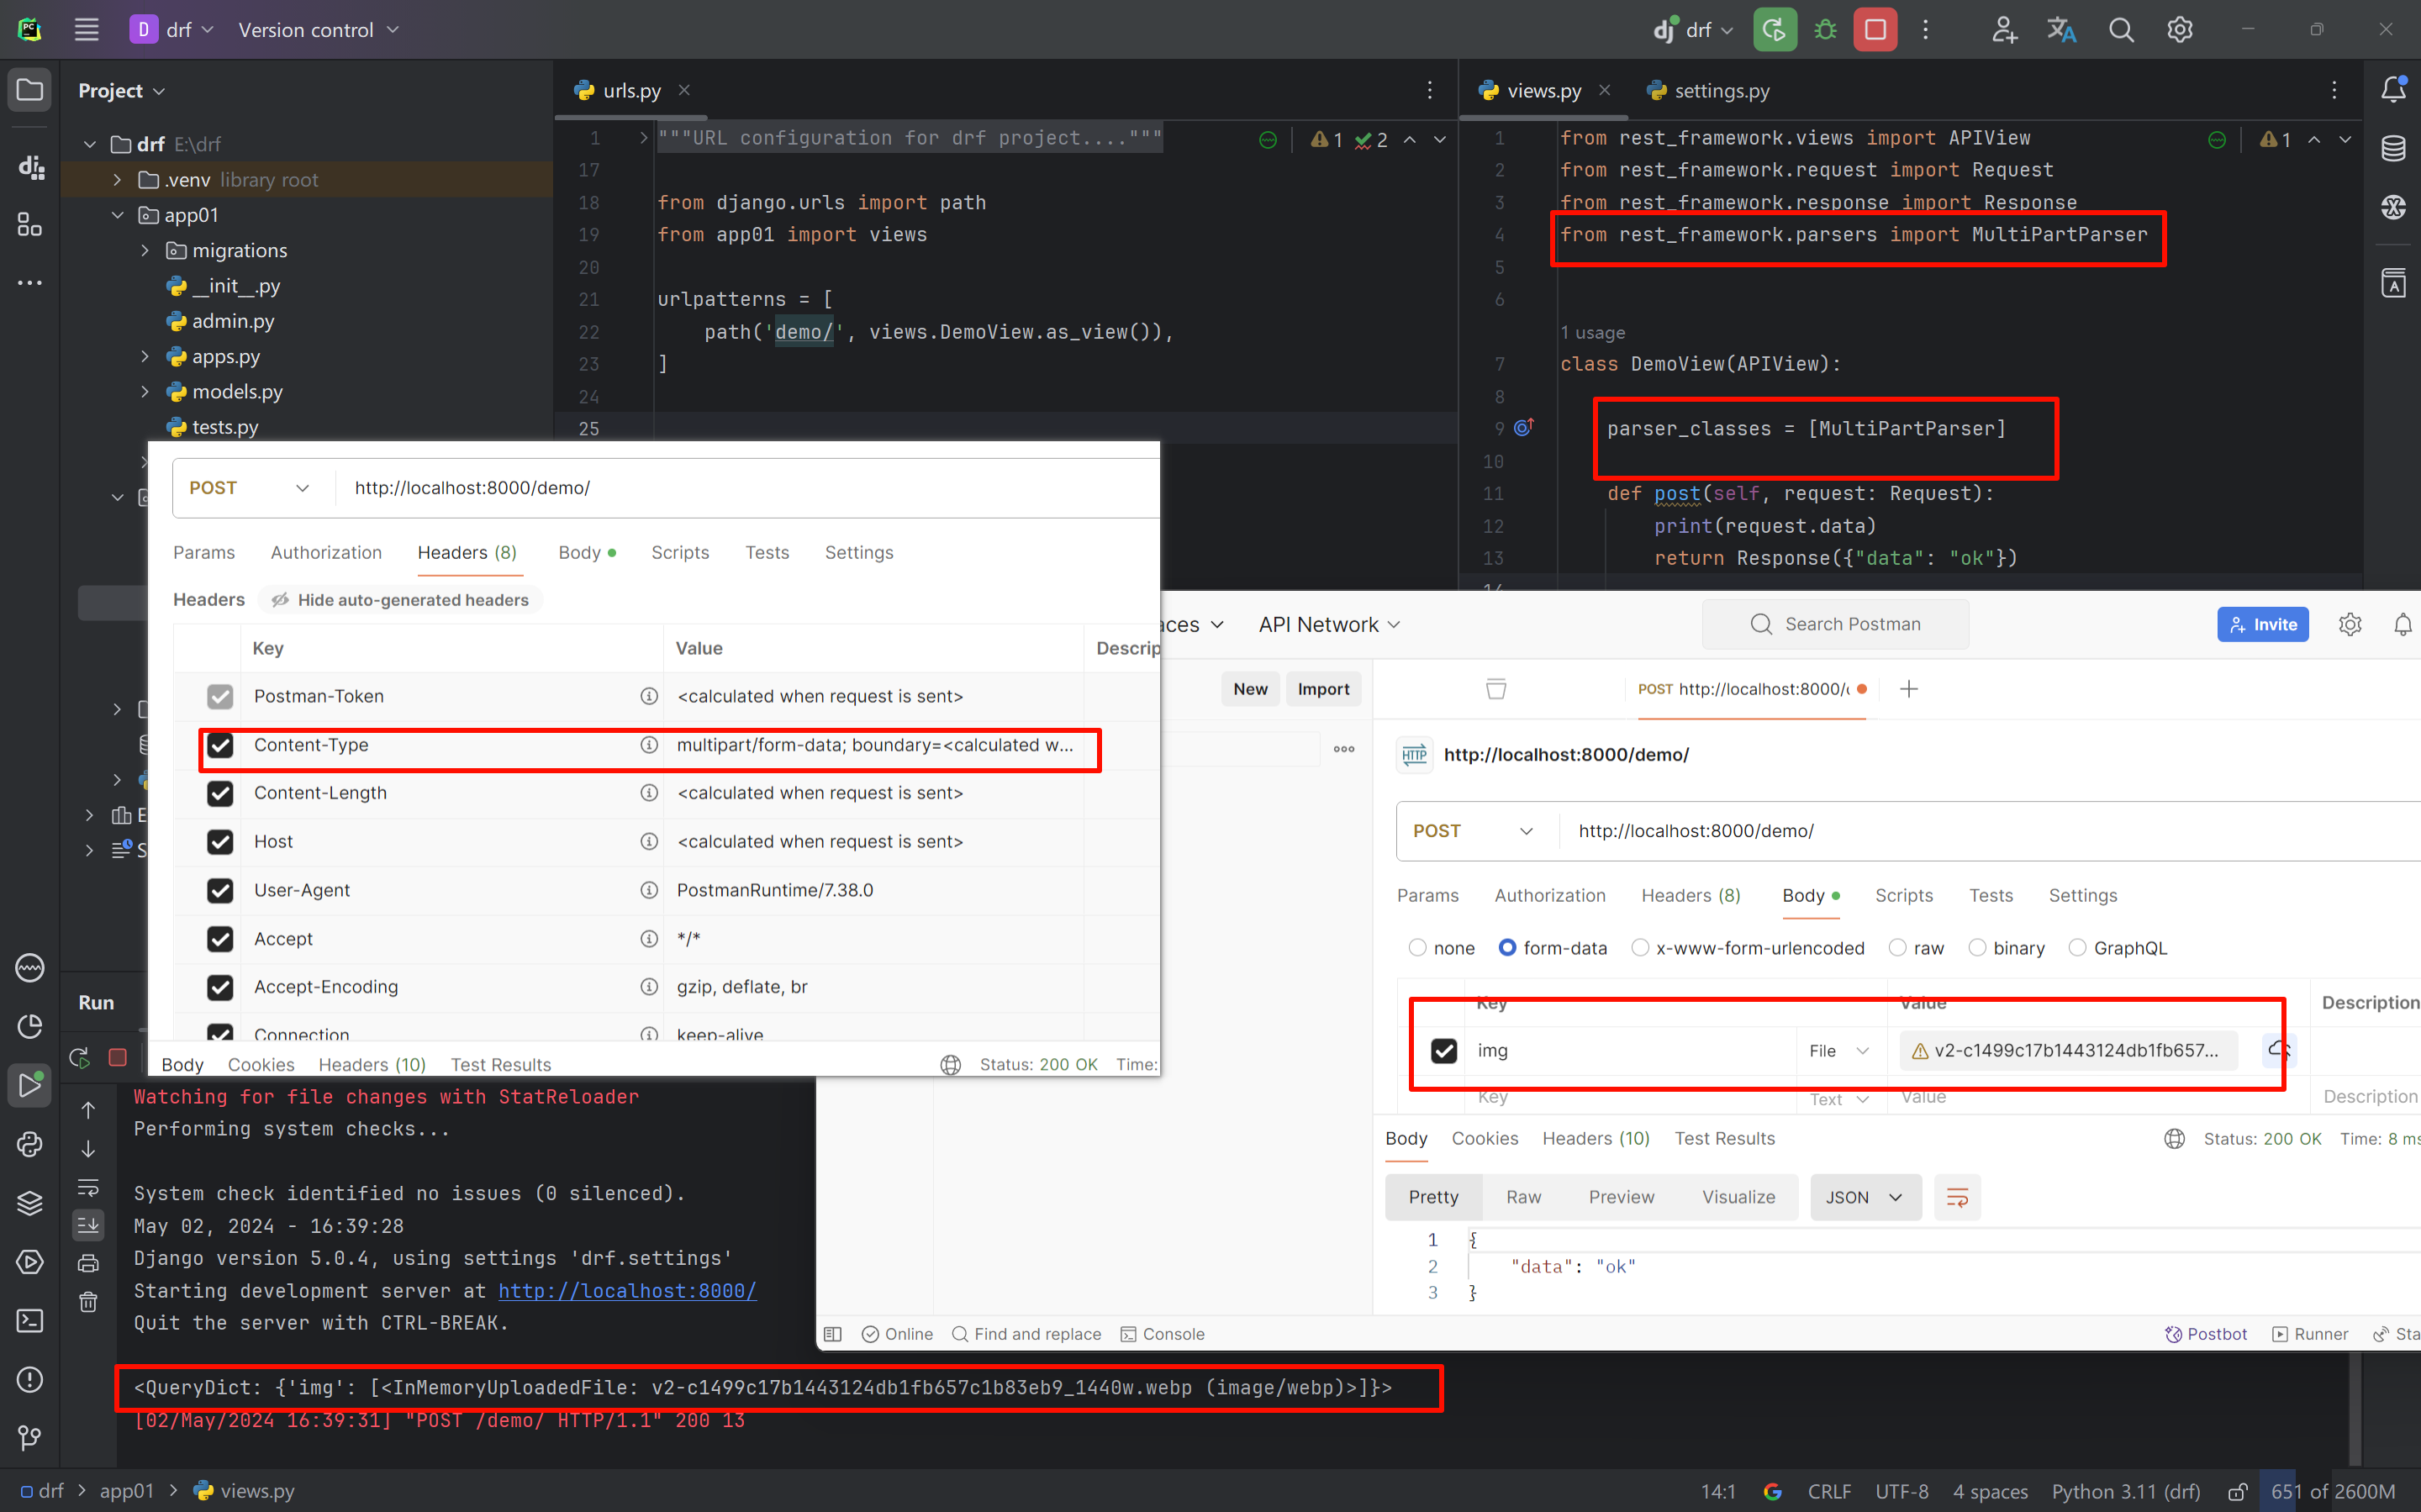 D drf Version control
dj drf
Project
drf E:\drf
.venv library root
app01
migrations
__init__.py
admin.py
apps.py
models.py
tests.py
urls.py
1 """URL configuration for drf project...."""
1 2
17
18 from django.urls import path
19 from app01 import views
20
21 urlpatterns = [
22 path('demo/', views.DemoView.as_view()),
23 ]
24
25
views.py settings.py
1 from rest_framework.views import APIView
1
2 from rest_framework.request import Request
3 from rest_framework.response import Response
4 from rest_framework.parsers import MultiPartParser
5
6
1 usage
7 class DemoView(APIView):
8
9 parser_classes = [MultiPartParser]
10
11 def post(self, request: Request):
12 print(request.data)
13 return Response({"data": "ok"})
POST http://localhost:8000/demo/
Params Authorization Headers (8) Body Scripts Tests Settings
Headers Hide auto-generated headers
Key Value Descrip
Postman-Token <calculated when request is sent>
Content-Type multipart/form-data; boundary=<calculated w...
Content-Length <calculated when request is sent>
Host <calculated when request is sent>
User-Agent PostmanRuntime/7.38.0
Accept */*
Accept-Encoding gzip, deflate, br
Connection keep-alive
Body Cookies Headers (10) Test Results Status: 200 OK Time:
aces API Network Search Postman Invite
New Import POST http://localhost:8000/
HTTP http://localhost:8000/demo/
POST http://localhost:8000/demo/
Params Authorization Headers (8) Body Scripts Tests Settings
none form-data x-www-form-urlencoded raw binary GraphQL
Key Value Description
img File v2-c1499c17b1443124db1fb657...
Key Text Value Description
Body Cookies Headers (10) Test Results Status: 200 OK Time: 8 ms
Pretty Raw Preview Visualize JSON
1 {
2 "data": "ok"
3 }
Online Find and replace Console Postbot Runner Sta
Run
Watching for file changes with StatReloader
Performing system checks...
System check identified no issues (0 silenced).
May 02, 2024 - 16:39:28
Django version 5.0.4, using settings 'drf.settings'
Starting development server at http://localhost:8000/
Quit the server with CTRL-BREAK.
<QueryDict: {'img': [<InMemoryUploadedFile: v2-c1499c17b1443124db1fb657c1b83eb9_1440w.webp (image/webp)>]}>
[02/May/2024 16:39:31] "POST /demo/ HTTP/1.1" 200 13
drf > app01 > views.py
14:1 CRLF UTF-8 4 spaces Python 3.11 (drf) 651 of 2600M